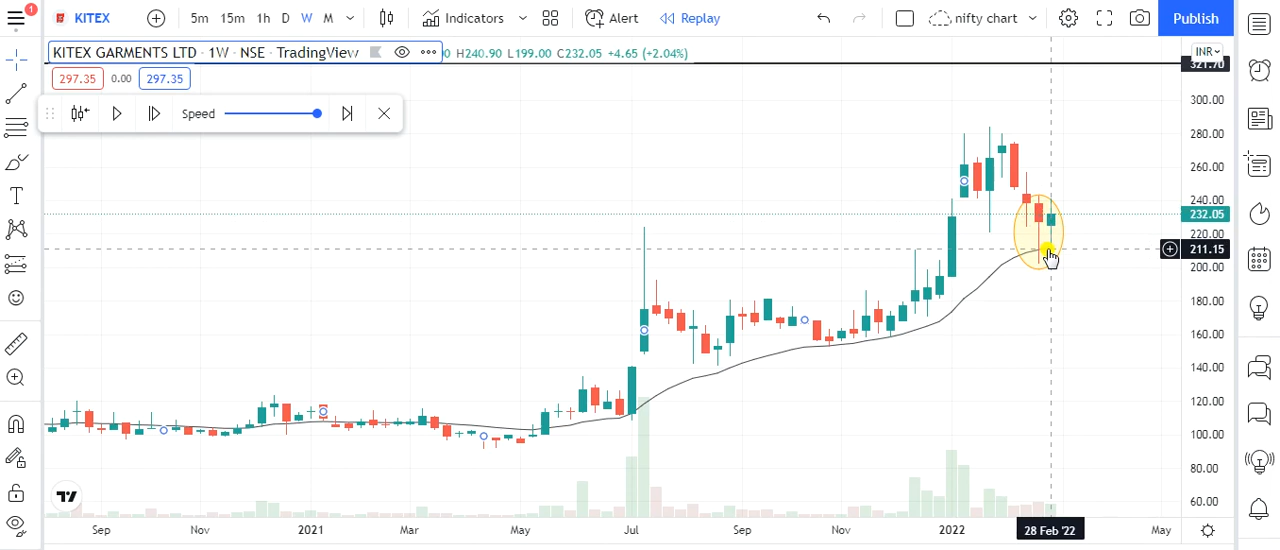 1
KITEX 5m 15m 1h D W M Indicators Alert Replay nifty chart Publish
KITEX GARMENTS LTD · 1W · NSE · TradingView 00 H240.90 L199.00 C232.05 +4.65 (+2.04%)
INR
321.70
297.35 0.00 297.35
Speed
300.00
280.00
260.00
240.00
232.05
220.00
211.15
200.00
180.00
160.00
140.00
120.00
100.00
80.00
60.00
Sep Nov 2021 Mar May Jul Sep Nov 2022 28 Feb '22 May